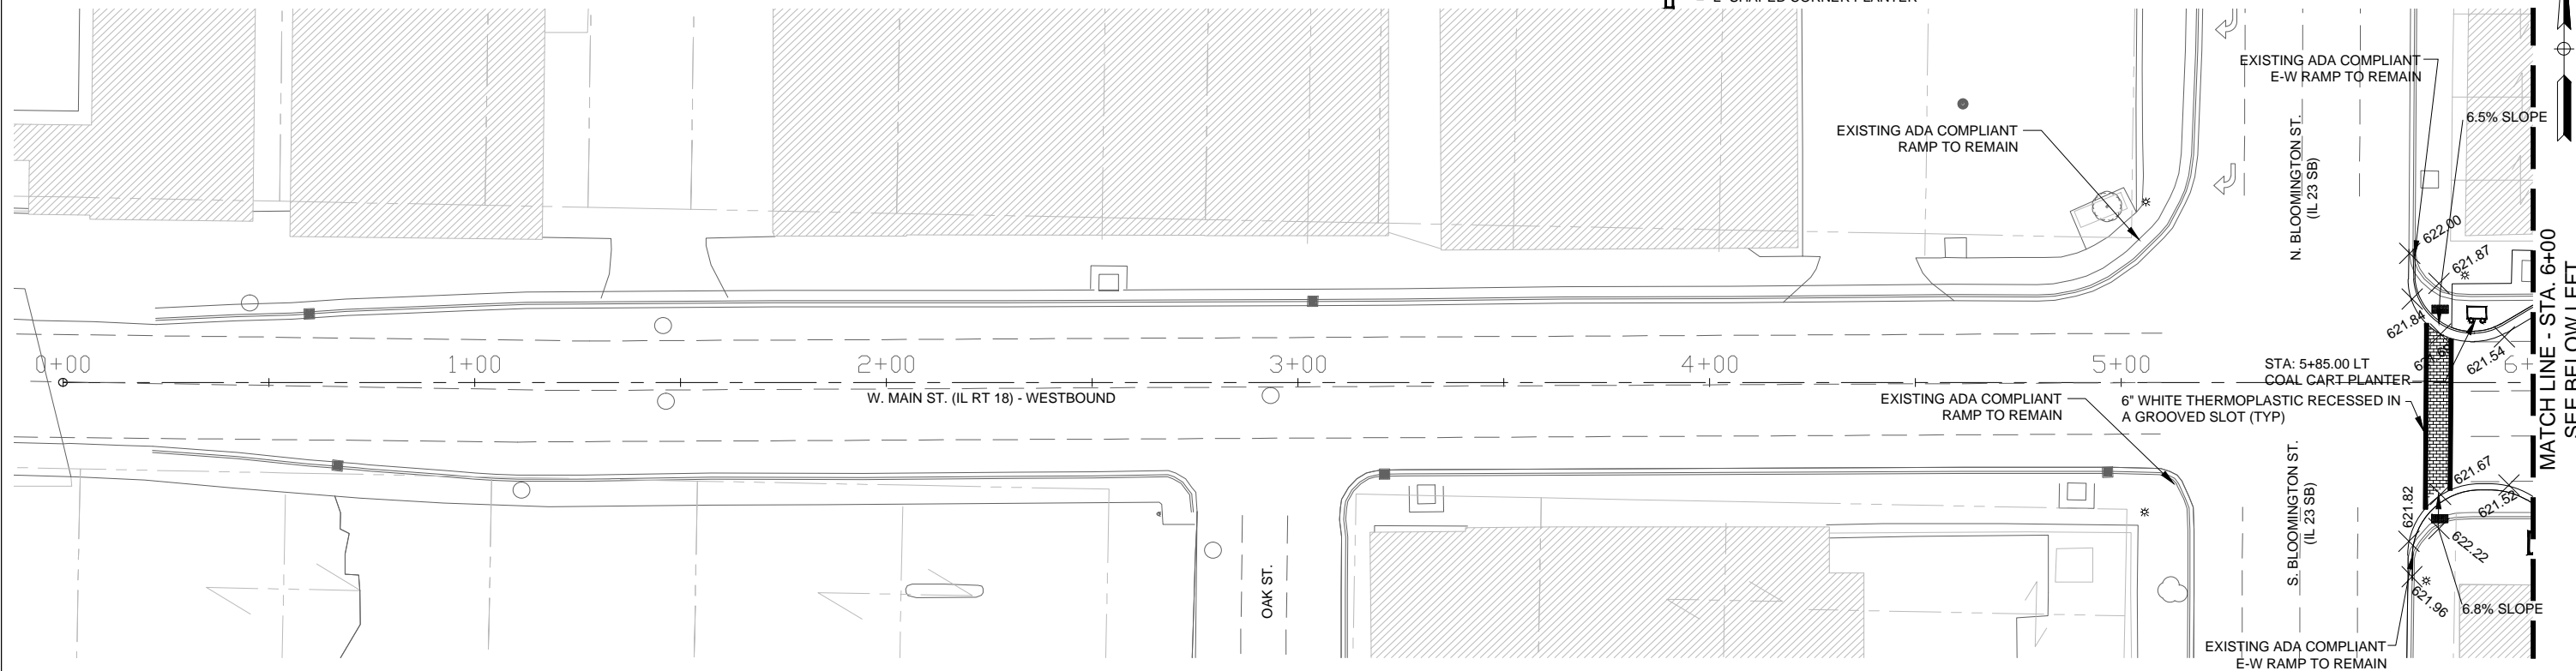 EXISTING ADA COMPLIANT
E-W RAMP TO REMAIN
6.5% SLOPE
EXISTING ADA COMPLIANT
RAMP TO REMAIN
N. BLOOMINGTON ST.
(IL 23 SB)
622.00
621.87
621.84
621.54
MATCH LINE - STA. 6+00
SEE BELOW LEFT
0+00
1+00
2+00
3+00
4+00
5+00
STA: 5+85.00 LT
COAL CART PLANTER
W. MAIN ST. (IL RT 18) - WESTBOUND
EXISTING ADA COMPLIANT
RAMP TO REMAIN
6" WHITE THERMOPLASTIC RECESSED IN
A GROOVED SLOT (TYP)
S. BLOOMINGTON ST.
(IL 23 SB)
621.67
621.82
621.52
622.22
621.96
OAK ST.
6.8% SLOPE
EXISTING ADA COMPLIANT
E-W RAMP TO REMAIN